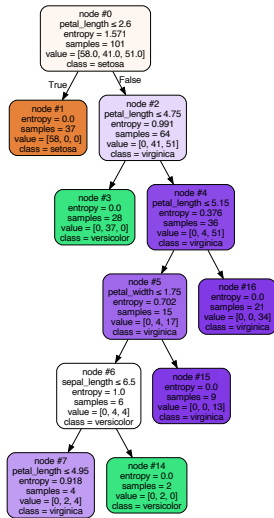 node #0
petal_length ≤ 2.6
entropy = 1.571
samples = 101
value = [58.0, 41.0, 51.0]
class = setosa
True
False
node #1
entropy = 0.0
samples = 37
value = [58, 0, 0]
class = setosa
node #2
petal_length ≤ 4.75
entropy = 0.991
samples = 64
value = [0, 41, 51]
class = virginica
node #3
entropy = 0.0
samples = 28
value = [0, 37, 0]
class = versicolor
node #4
petal_length ≤ 5.15
entropy = 0.376
samples = 36
value = [0, 4, 51]
class = virginica
node #5
petal_width ≤ 1.75
entropy = 0.702
samples = 15
value = [0, 4, 17]
class = virginica
node #16
entropy = 0.0
samples = 21
value = [0, 0, 34]
class = virginica
node #6
sepal_length ≤ 6.5
entropy = 1.0
samples = 6
value = [0, 4, 4]
class = versicolor
node #15
entropy = 0.0
samples = 9
value = [0, 0, 13]
class = virginica
node #7
petal_length ≤ 4.95
entropy = 0.918
samples = 4
value = [0, 2, 4]
class = virginica
node #14
entropy = 0.0
samples = 2
value = [0, 2, 0]
class = versicolor